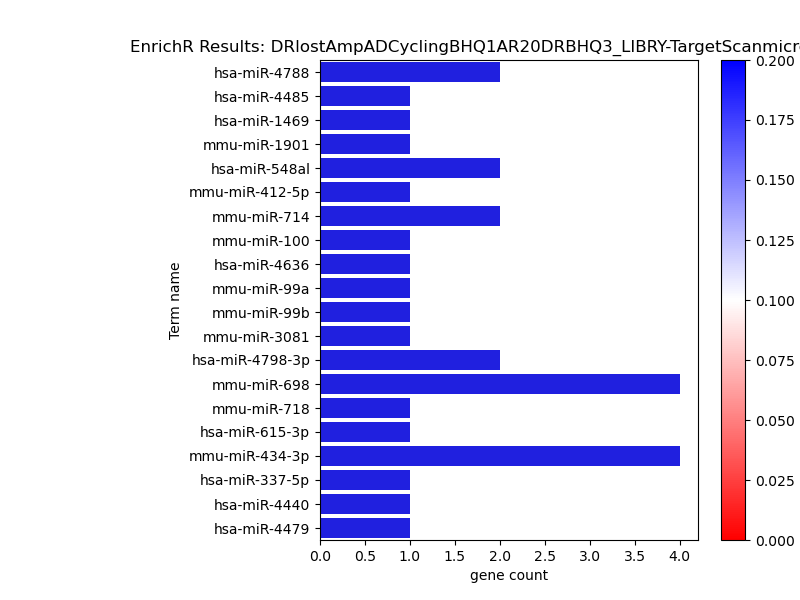 EnrichR Results: DRlostAmpADCyclingBHQ1AR20DRBHQ3_LIBRY-TargetScanmicr
hsa-miR-4788
hsa-miR-4485
hsa-miR-1469
mmu-miR-1901
hsa-miR-548al
mmu-miR-412-5p
mmu-miR-714
mmu-miR-100
hsa-miR-4636
mmu-miR-99a
mmu-miR-99b
mmu-miR-3081
hsa-miR-4798-3p
mmu-miR-698
mmu-miR-718
hsa-miR-615-3p
mmu-miR-434-3p
hsa-miR-337-5p
hsa-miR-4440
hsa-miR-4479
Term name
0.0 0.5 1.0 1.5 2.0 2.5 3.0 3.5 4.0
gene count
0.200
0.175
0.150
0.125
0.100
0.075
0.050
0.025
0.000